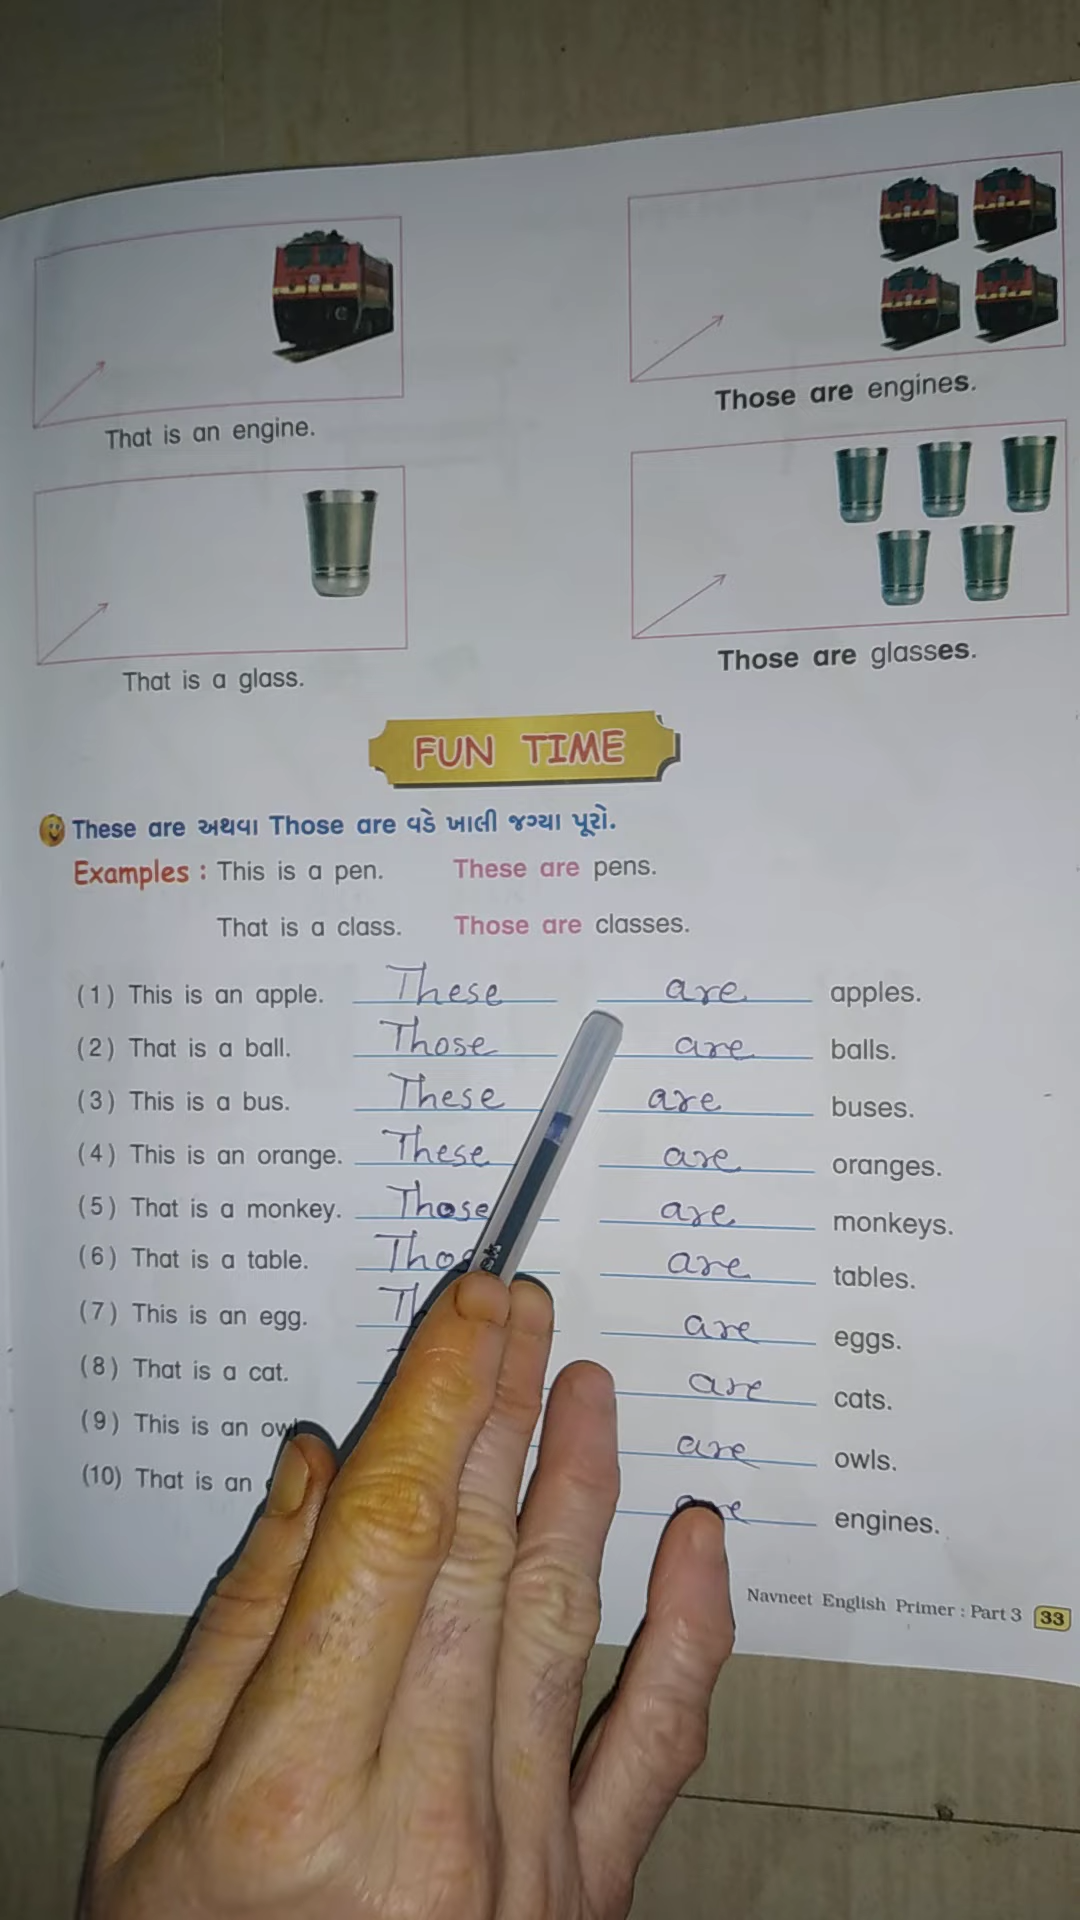 That is an engine.
Those are engines.
That is a glass.
Those are glasses.
FUN TIME
These are અથવા Those are વડે ખાલી જગ્યા પૂરો.
Examples : This is a pen. These are pens.
That is a class. Those are classes.
(1) This is an apple. These are apples.
(2) That is a ball. Those are balls.
(3) This is a bus. These are buses.
(4) This is an orange. These are oranges.
(5) That is a monkey. Those are monkeys.
(6) That is a table. are tables.
(7) This is an egg. are eggs.
(8) That is a cat. are cats.
(9) This is an are owls.
(10) That is an are engines.
Navneet English Primer : Part 3 33